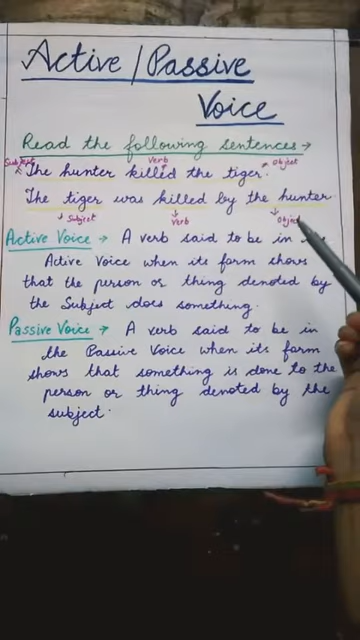 Active / Passive
Voice
Read the following sentences →
Subject Verb Object
The hunter killed the tiger.
The tiger was killed by the hunter.
Subject Verb Object
Active Voice → A verb said to be in
Active Voice when its form shows
that the person or thing denoted by
the Subject does something.
Passive Voice → A verb said to be in
the Passive Voice when its form
shows that something is done to the
person or thing denoted by the
subject.